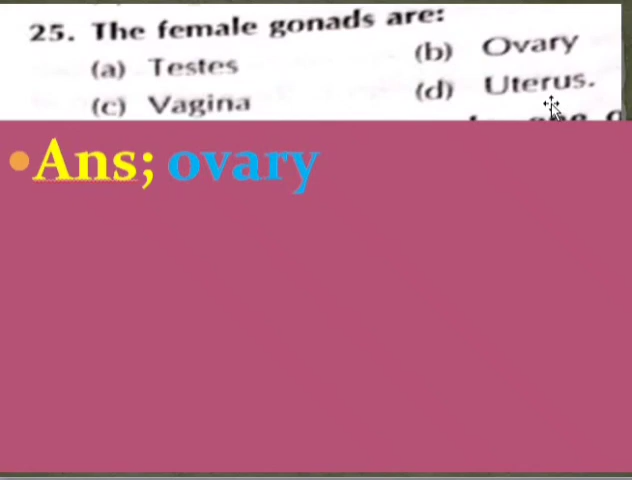 25. The female gonads are:
(a) Testes (b) Ovary
(c) Vagina (d) Uterus.
•Ans; ovary